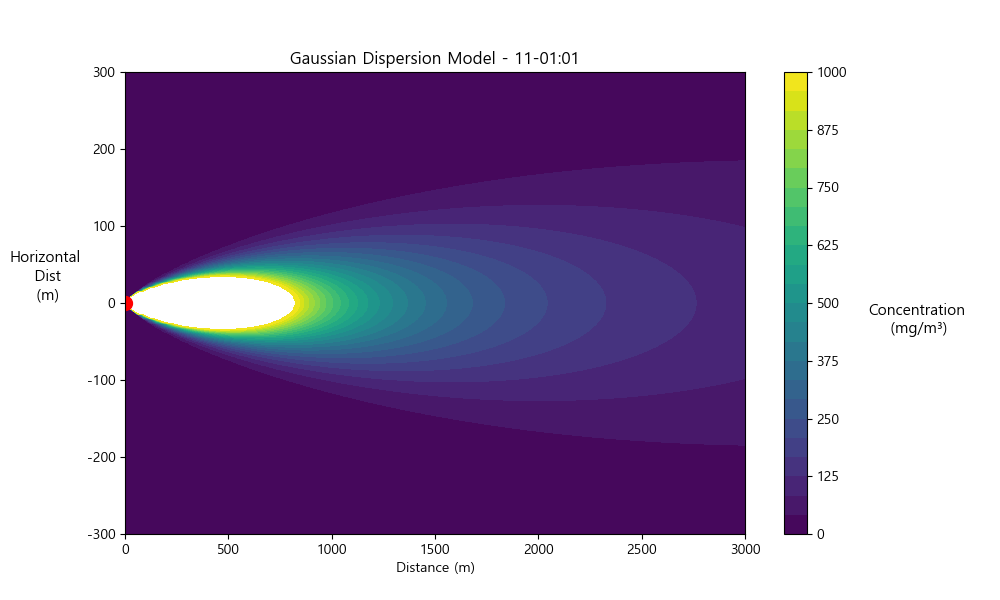 Gaussian Dispersion Model - 11-01:01
300
200
100
0
-100
-200
-300
Horizontal
Dist
(m)
0 500 1000 1500 2000 2500 3000
Distance (m)
1000
875
750
625
500
375
250
125
0
Concentration
(mg/m³)